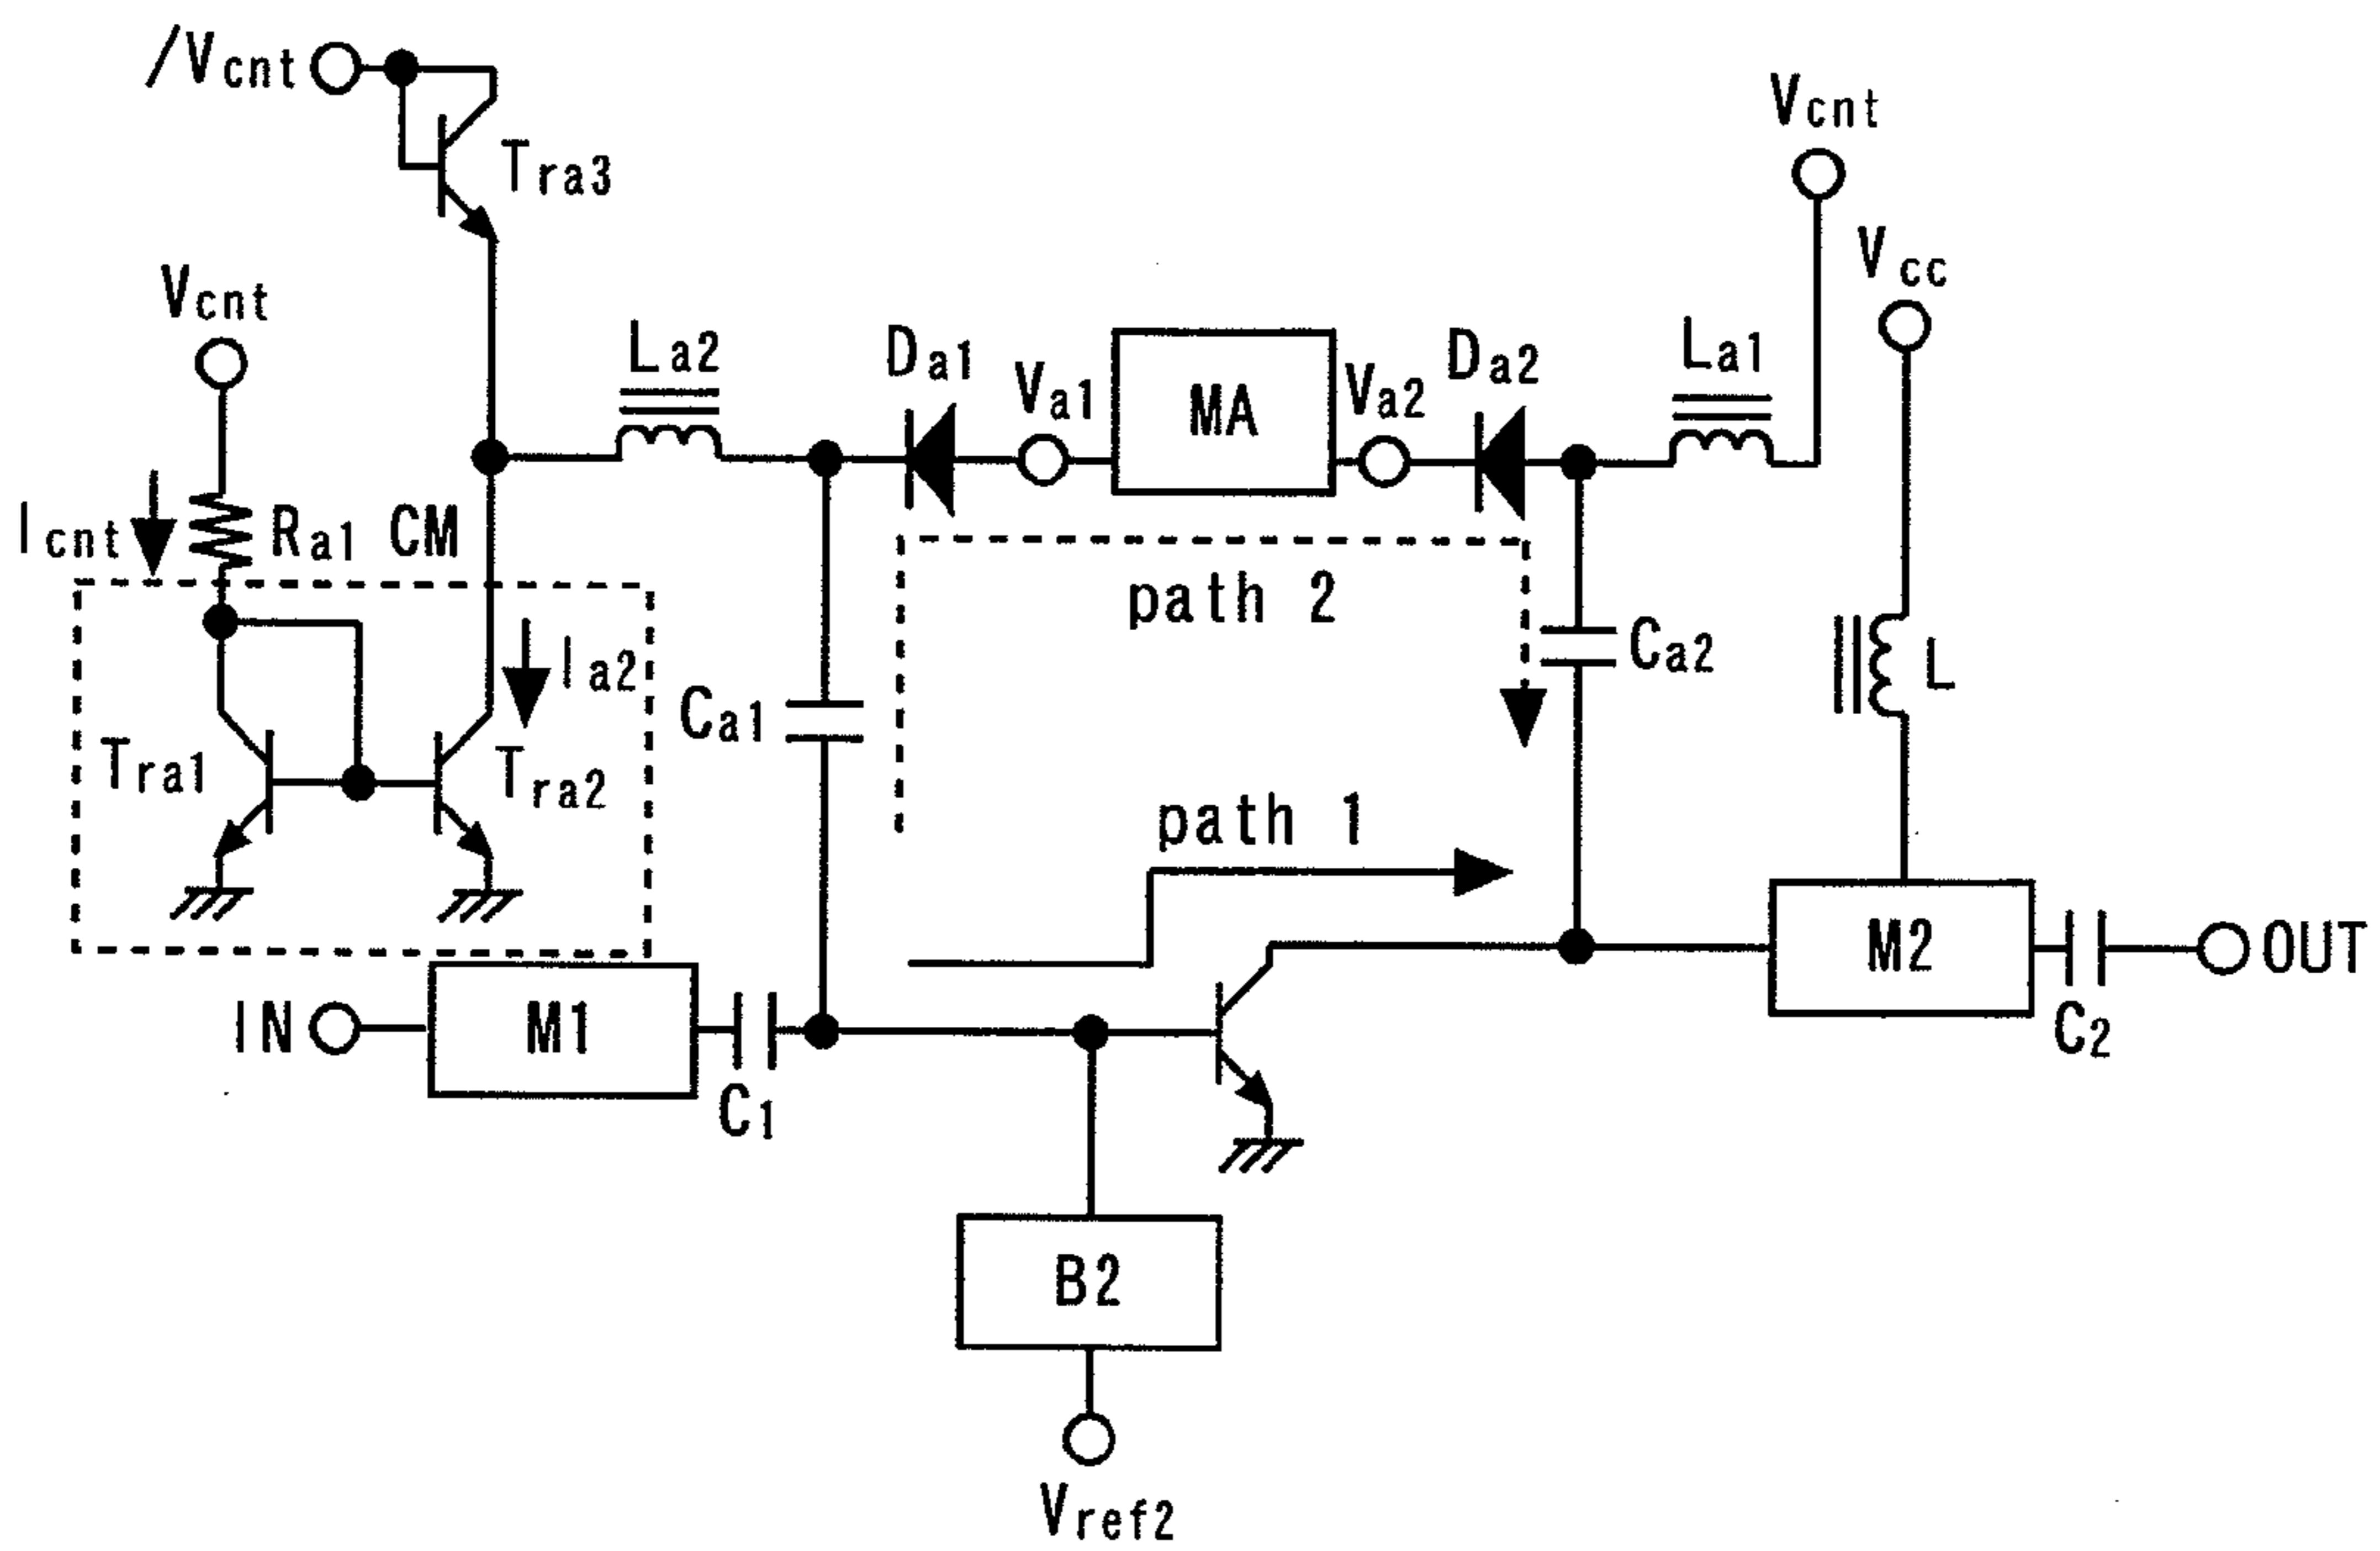 /Vcnt
Tra3
Vcnt
Vcnt
Vcc
La2
Da1
Va1
MA
Va2
Da2
La1
Icnt
Ra1
CM
path 2
Ia2
Ca1
Ca2
L
Tra1
Tra2
path 1
IN
M1
C1
M2
C2
OUT
B2
Vref2